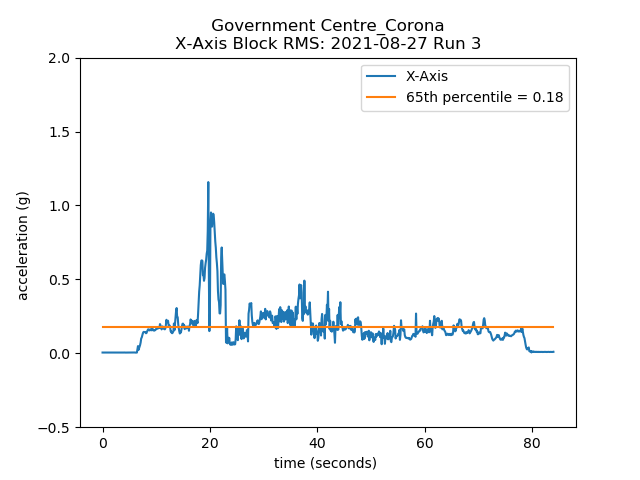 Government Centre_Corona
X-Axis Block RMS: 2021-08-27 Run 3
X-Axis
65th percentile = 0.18
2.0
1.5
1.0
0.5
0.0
−0.5
acceleration (g)
0 20 40 60 80
time (seconds)